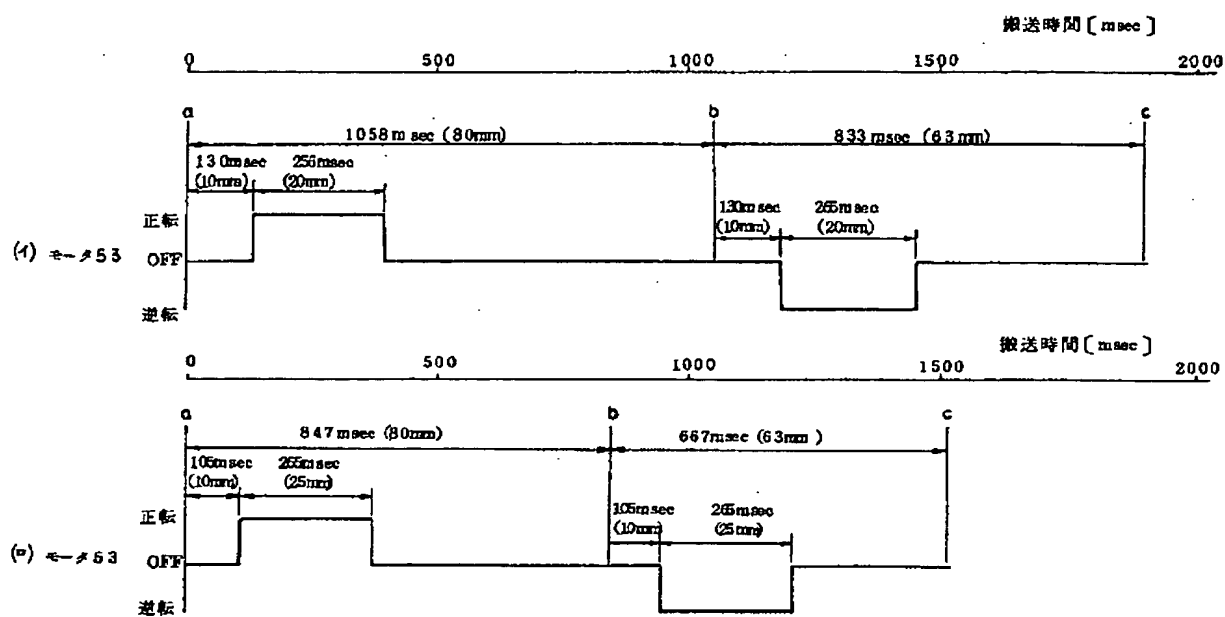 搬送時間〔msec〕
0 500 1000 1500 2000
a b c
1058msec(80mm) 833msec(63mm)
130msec 256msec
(10mm) (20mm)
130msec 265msec
(10mm) (20mm)
正転
(イ) モータ53 OFF
逆転
搬送時間〔msec〕
0 500 1000 1500 2000
a b c
847msec(80mm) 667msec(63mm)
105msec 265msec
(10mm) (25mm)
105msec 265msec
(10mm) (25mm)
正転
(ロ) モータ53 OFF
逆転